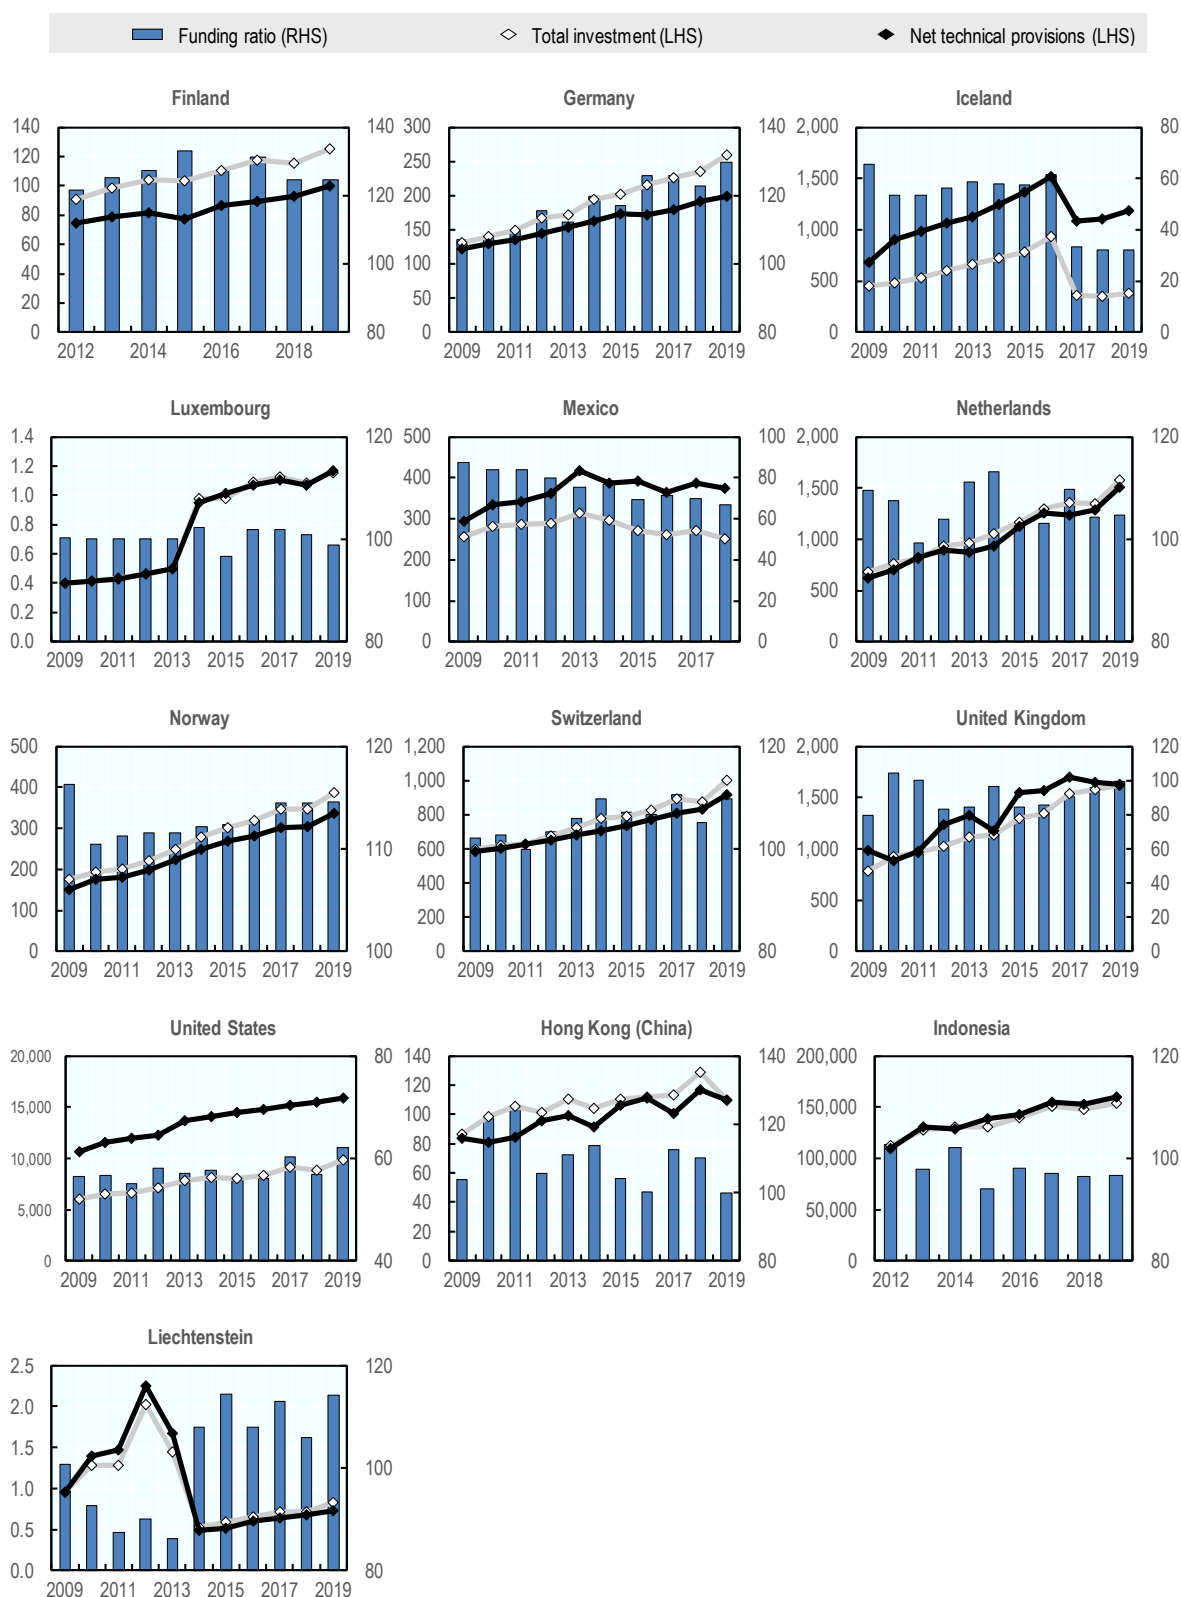 Funding ratio (RHS) Total investment (LHS) Net technical provisions (LHS)
Finland Germany Iceland
140 140 300 140 2,000 80
120 250
100 120 200 120 1,500 60
80 150 1,000 40
60 100 100 100
40 500 20
20 50
0 80 0 80 0 0
2012 2014 2016 2018 2009 2011 2013 2015 2017 2019 2009 2011 2013 2015 2017 2019
Luxembourg Mexico Netherlands
1.4 120 500 100 2,000 120
1.2 400 80
1.0 1,500
0.8 100 300 60 1,000 100
0.6 200 40
0.4 500
0.2 100 20
0.0 80 0 0 0 80
2009 2011 2013 2015 2017 2019 2009 2011 2013 2015 2017 2009 2011 2013 2015 2017 2019
Norway Switzerland United Kingdom
500 120 1,200 120 2,000 120
400 1,000 1,500 100
300 110 800 80
200 600 100 1,000 60
400 500 40
100 200 20
0 100 0 80 0 0
2009 2011 2013 2015 2017 2019 2009 2011 2013 2015 2017 2019 2009 2011 2013 2015 2017 2019
United States Hong Kong (China) Indonesia
20,000 80 140 140 200,000 120
120
15,000 100 120 150,000
10,000 60 80 100,000 100
60 100
5,000 40 50,000
20
0 40 0 80 0 80
2009 2011 2013 2015 2017 2019 2009 2011 2013 2015 2017 2019 2012 2014 2016 2018
Liechtenstein
2.5 120
2.0
1.5 100
1.0
0.5
0.0 80
2009 2011 2013 2015 2017 2019